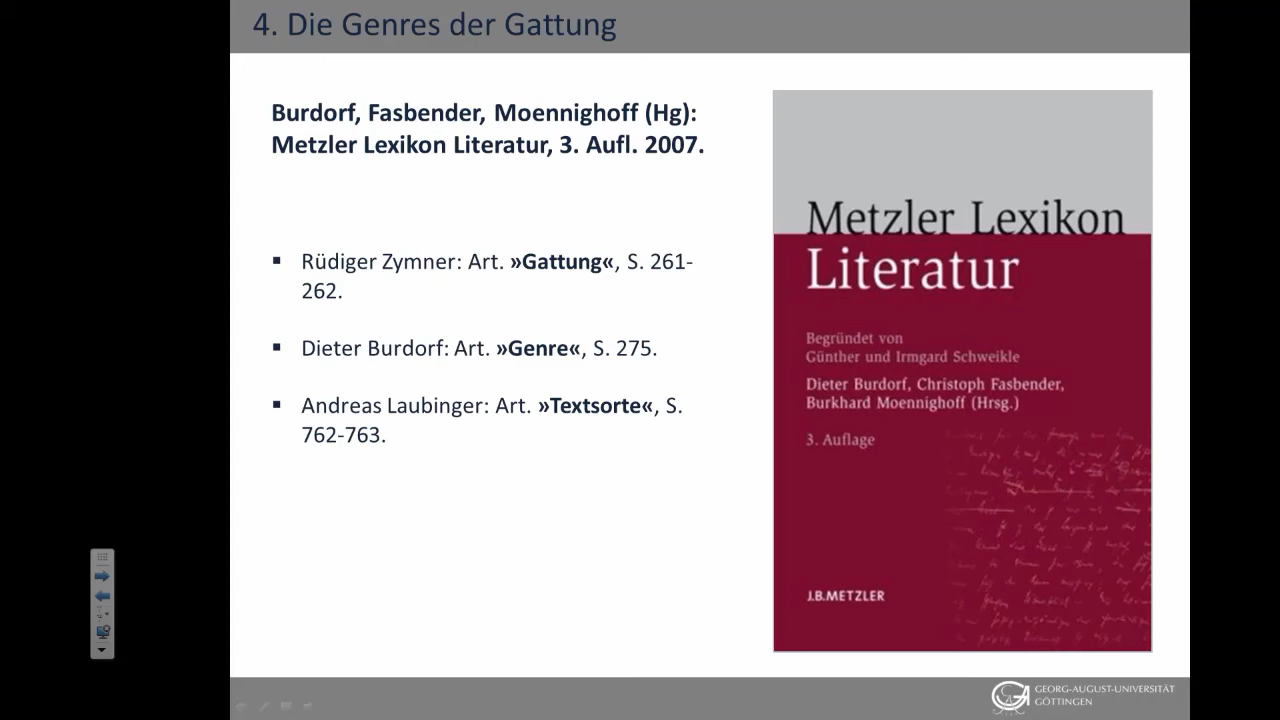 4. Die Genres der Gattung
Burdorf, Fasbender, Moennighoff (Hg):
Metzler Lexikon Literatur, 3. Aufl. 2007.
▪ Rüdiger Zymner: Art. »Gattung«, S. 261-
262.
▪ Dieter Burdorf: Art. »Genre«, S. 275.
▪ Andreas Laubinger: Art. »Textsorte«, S.
762-763.
Metzler Lexikon
Literatur
Begründet von
Günther und Irmgard Schweikle
Dieter Burdorf, Christoph Fasbender,
Burkhard Moennighoff (Hrsg.)
3. Auflage
J.B.METZLER
GEORG-AUGUST-UNIVERSITÄT
GÖTTINGEN